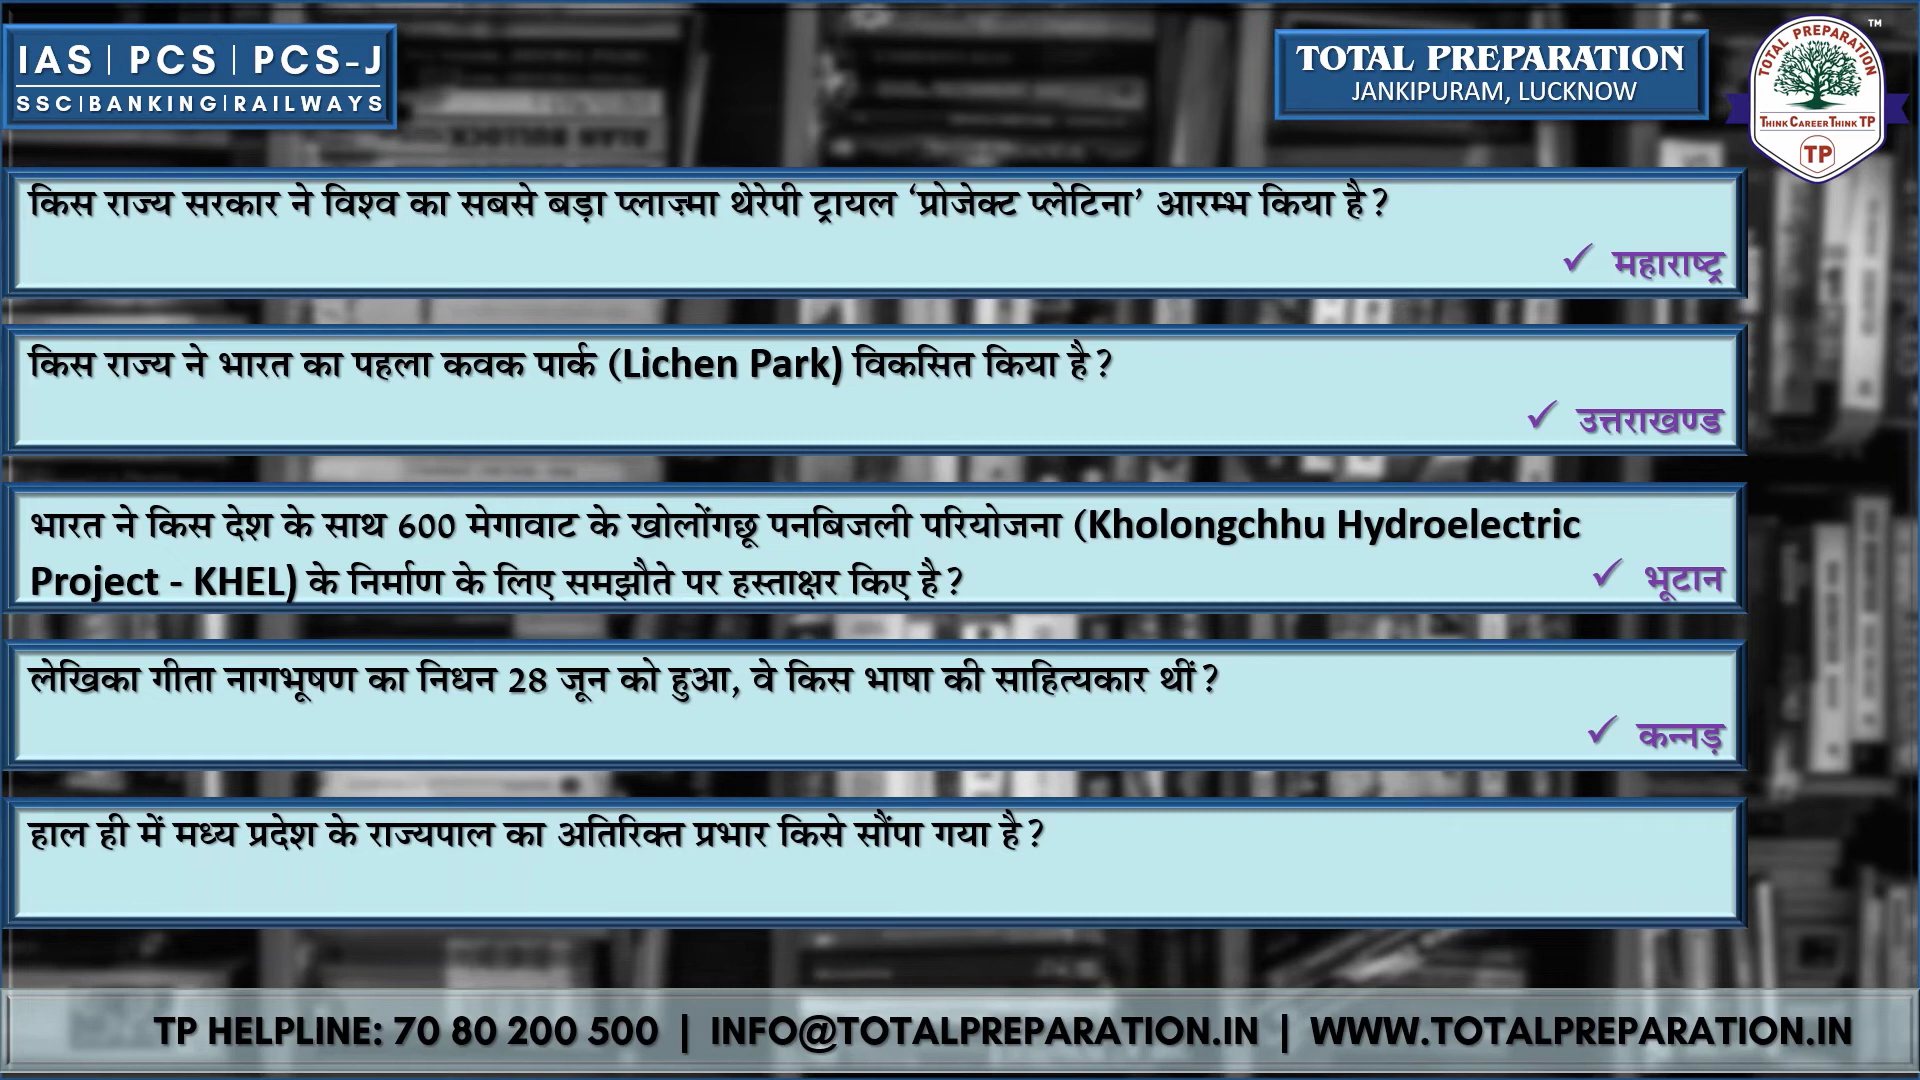 IAS | PCS | PCS-J
SSC|BANKING|RAILWAYS
TOTAL PREPARATION
JANKIPURAM, LUCKNOW
TM
TOTAL PREPARATION
THINK CAREER THINK TP
TP
किस राज्य सरकार ने विश्व का सबसे बड़ा प्लाज़्मा थेरेपी ट्रायल ‘प्रोजेक्ट प्लेटिना’ आरम्भ किया है?
✓ महाराष्ट्र
किस राज्य ने भारत का पहला कवक पार्क (Lichen Park) विकसित किया है?
✓ उत्तराखण्ड
भारत ने किस देश के साथ 600 मेगावाट के खोलोंगछू पनबिजली परियोजना (Kholongchhu Hydroelectric
Project - KHEL) के निर्माण के लिए समझौते पर हस्ताक्षर किए है?
✓ भूटान
लेखिका गीता नागभूषण का निधन 28 जून को हुआ, वे किस भाषा की साहित्यकार थीं?
✓ कन्नड़
हाल ही में मध्य प्रदेश के राज्यपाल का अतिरिक्त प्रभार किसे सौंपा गया है?
TP HELPLINE: 70 80 200 500 | INFO@TOTALPREPARATION.IN | WWW.TOTALPREPARATION.IN